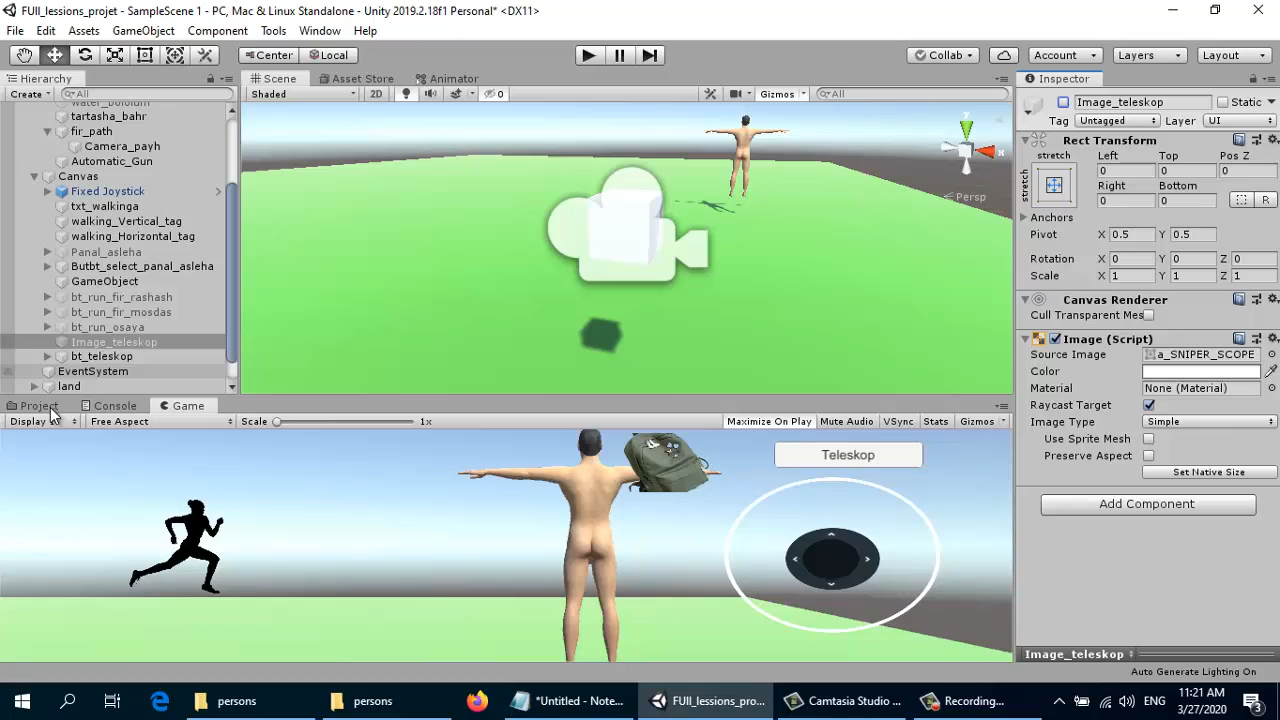 FUll_lessions_projet - SampleScene 1 - PC, Mac & Linux Standalone - Unity 2019.2.18f1 Personal* <DX11>
File Edit Assets GameObject Component Tools Window Help
Center Local Collab Account Layers Layout
Hierarchy Scene Asset Store Animator Inspector
Create All Shaded 2D 0 Gizmos All
Image_teleskop Static
Tag Untagged Layer UI
water_bololum
tartasha_bahr
fir_path
Camera_payh
Automatic_Gun
Canvas
Fixed Joystick
txt_walkinga
walking_Vertical_tag
walking_Horizontal_tag
Panal_asleha
Butbt_select_panal_asleha
GameObject
bt_run_fir_rashash
bt_run_fir_mosdas
bt_run_osaya
Image_teleskop
bt_teleskop
EventSystem
land
x
Persp
Rect Transform
stretch Left Top Pos Z
stretch 0 0 0
Right Bottom
0 0 R
Anchors
Pivot X 0.5 Y 0.5
Rotation X 0 Y 0 Z 0
Scale X 1 Y 1 Z 1
Canvas Renderer
Cull Transparent Mes
Image (Script)
Source Image a_SNIPER_SCOPE
Color
Material None (Material)
Raycast Target
Image Type Simple
Use Sprite Mesh
Preserve Aspect
Set Native Size
Add Component
Project Console Game
Display Free Aspect Scale 1x Maximize On Play Mute Audio VSync Stats Gizmos
Teleskop
Image_teleskop
Auto Generate Lighting On
persons persons *Untitled - Note... FUll_lessions_pro... Camtasia Studio ... Recording... ENG 11:21 AM 3/27/2020 3